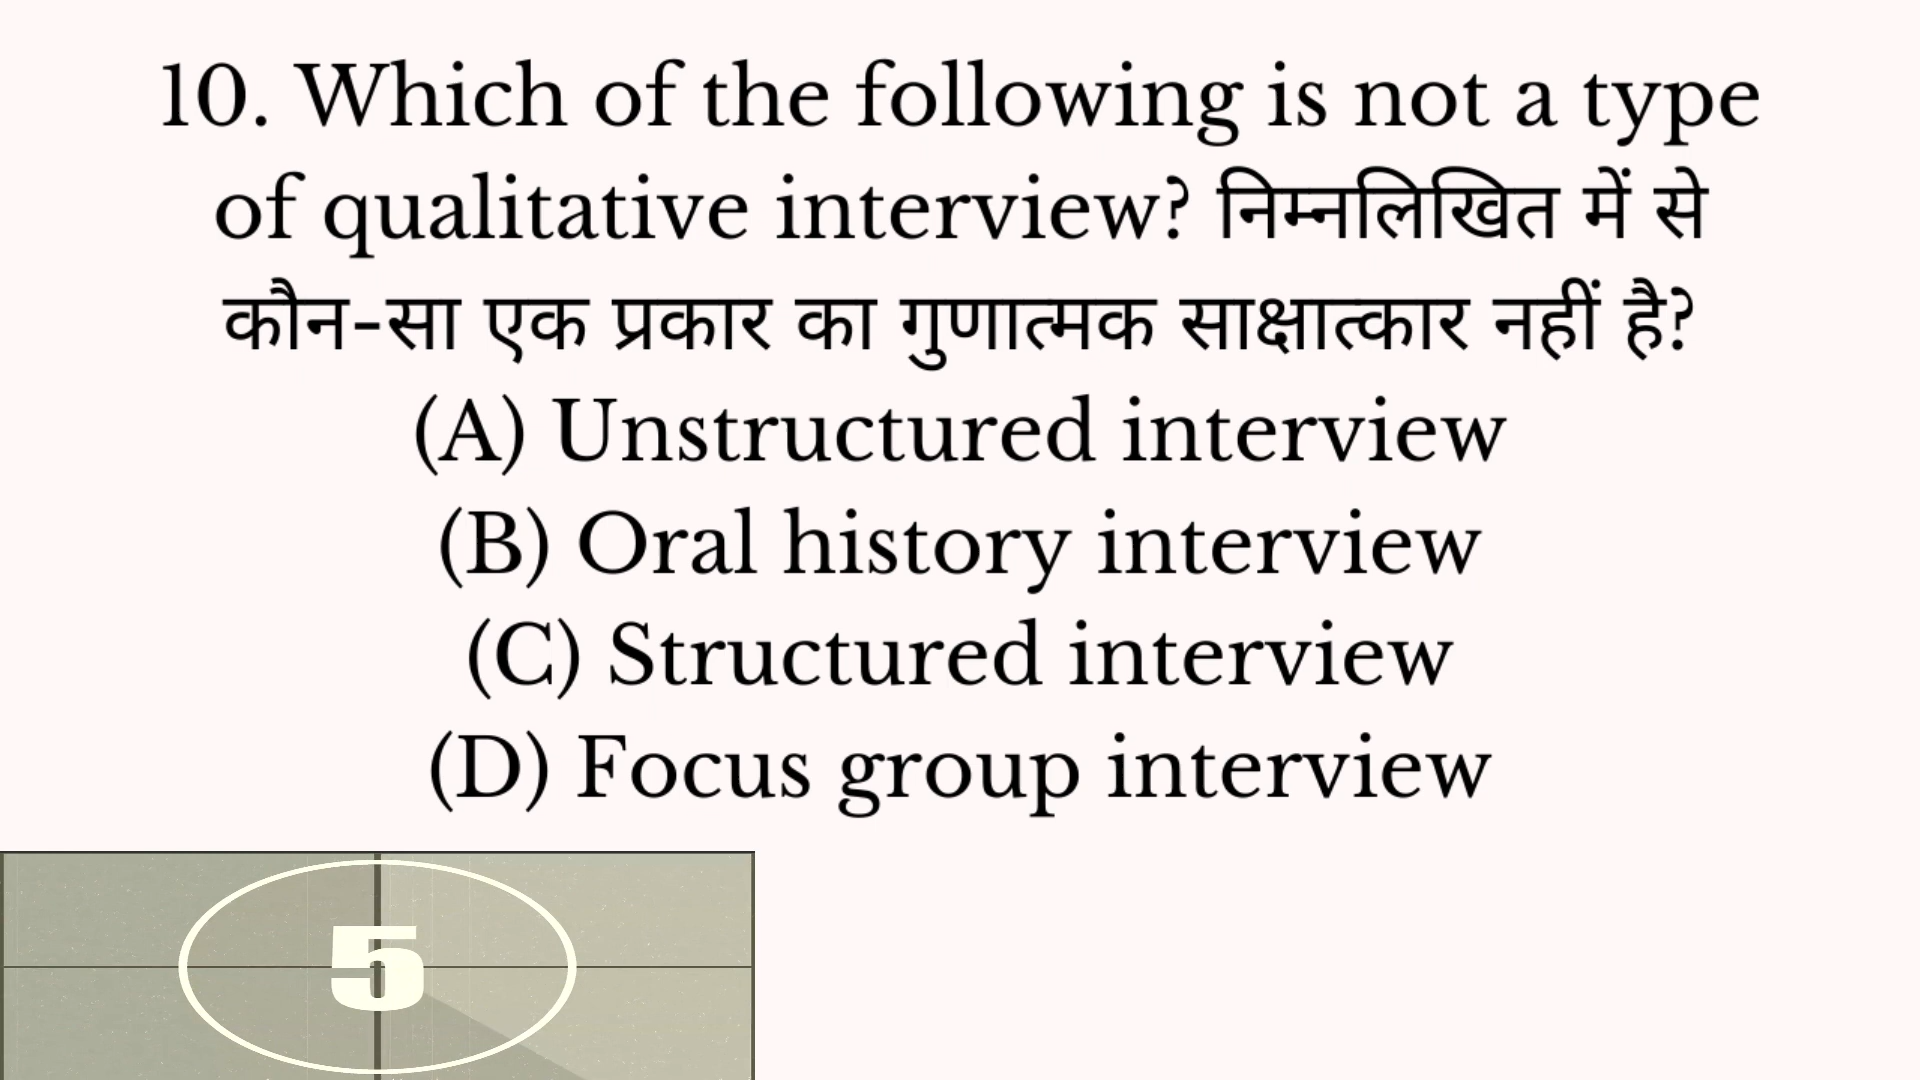 10. Which of the following is not a type
of qualitative interview? निम्नलिखित में से
कौन-सा एक प्रकार का गुणात्मक साक्षात्कार नहीं है?
(A) Unstructured interview
(B) Oral history interview
(C) Structured interview
(D) Focus group interview
5